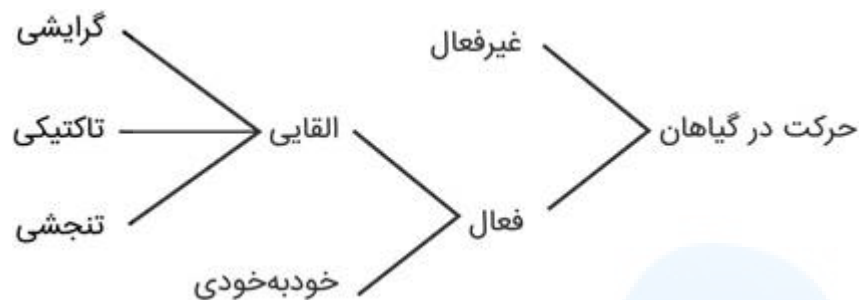 حرکت در گیاهان
غیرفعال
فعال
القایی
خودبه‌خودی
گرایشی
تاکتیکی
تنجشی